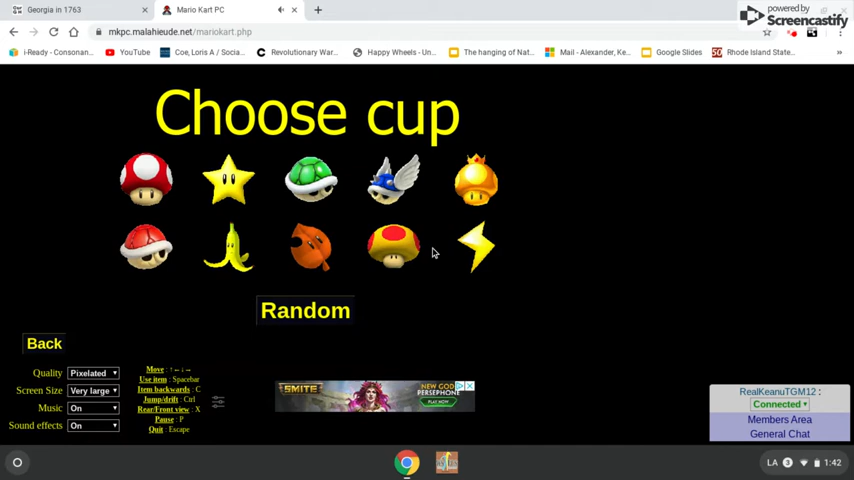 Georgia in 1763
Mario Kart PC
powered by
Screencastify
mkpc.malahieude.net/mariokart.php
i-Ready - Consonan...
YouTube
Coe, Loris A / Socia...
Revolutionary War...
Happy Wheels - Un...
The hanging of Nat...
Mail - Alexander, Ke...
Google Slides
Rhode Island State...
Choose cup
Random
Back
Quality Pixelated
Screen Size Very large
Music On
Sound effects On
Move : ↑←↓→
Use item : Spacebar
Item backwards : C
Jump/drift : Ctrl
Rear/Front view : X
Pause : P
Quit : Escape
SMITE
NEW GOD
PERSEPHONE
PLAY NOW
RealKeanuTGM12 :
Connected
Members Area
General Chat
LA 3 1:42